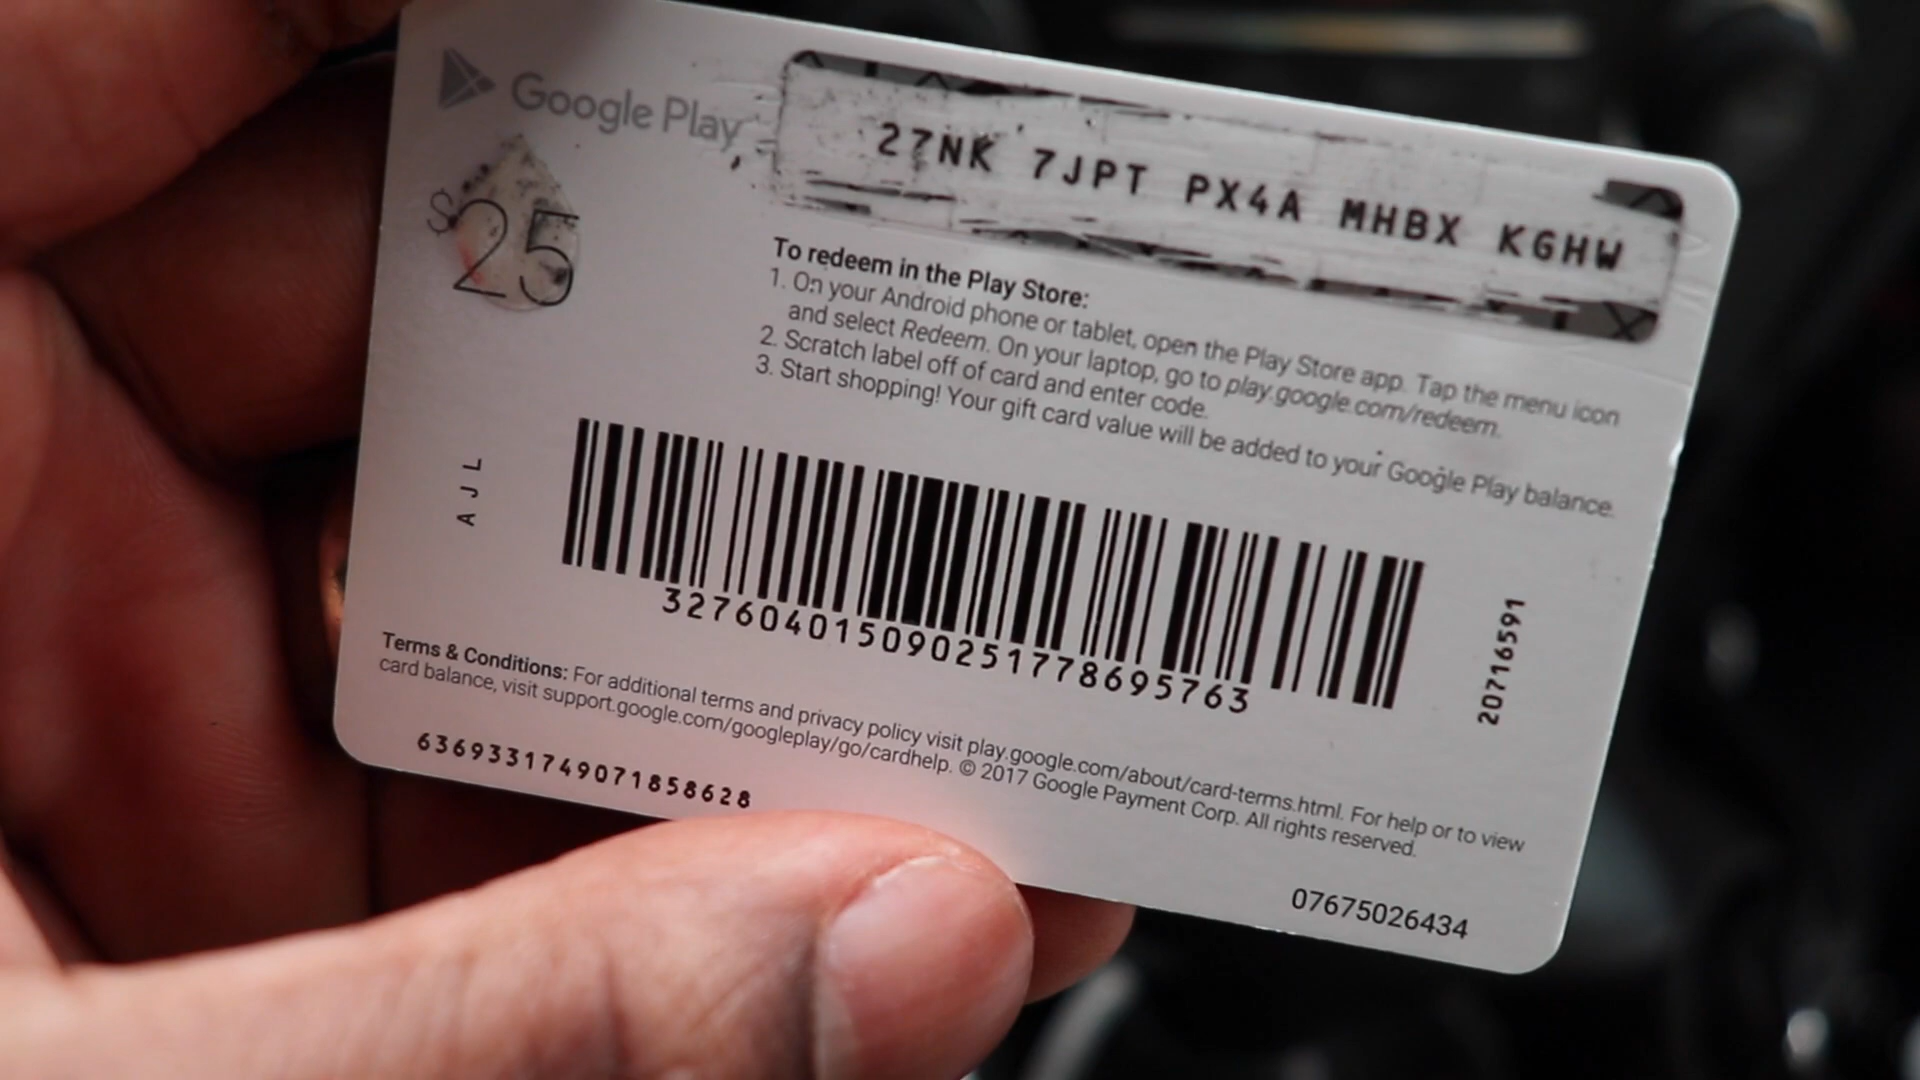 Google Play
$25
27NK 7JPT PX4A MHBX KGHW
To redeem in the Play Store:
1. On your Android phone or tablet, open the Play Store app. Tap the menu icon
and select Redeem. On your laptop, go to play.google.com/redeem.
2. Scratch label off of card and enter code.
3. Start shopping! Your gift card value will be added to your Google Play balance.
AJL
327604015090251778695763
20716591
Terms & Conditions: For additional terms and privacy policy visit play.google.com/about/card-terms.html. For help or to view
card balance, visit support.google.com/googleplay/go/cardhelp. © 2017 Google Payment Corp. All rights reserved.
6369331749071858628
07675026434